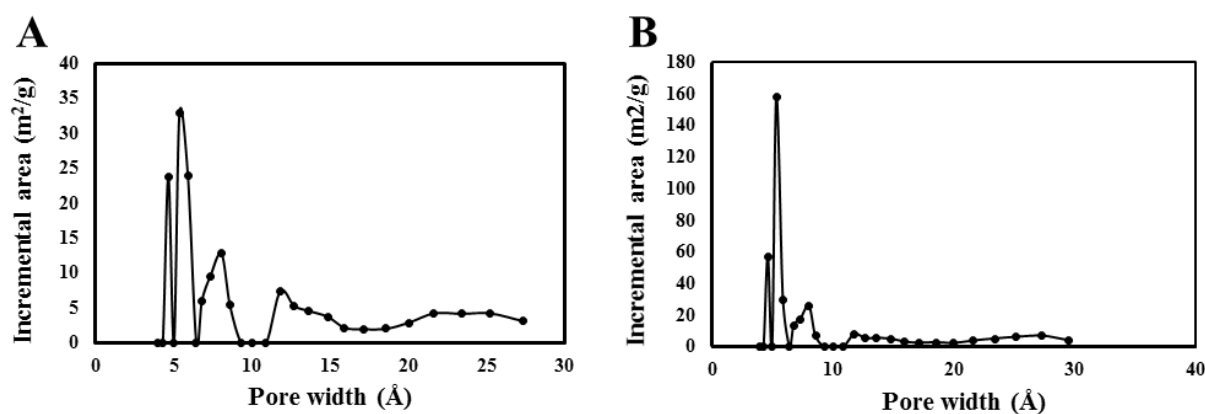 A
Incremental area (m²/g)
40
35
30
25
20
15
10
5
0
0 5 10 15 20 25 30
Pore width (Å)
B
Incremental area (m2/g)
180
160
140
120
100
80
60
40
20
0
0 10 20 30 40
Pore width (Å)